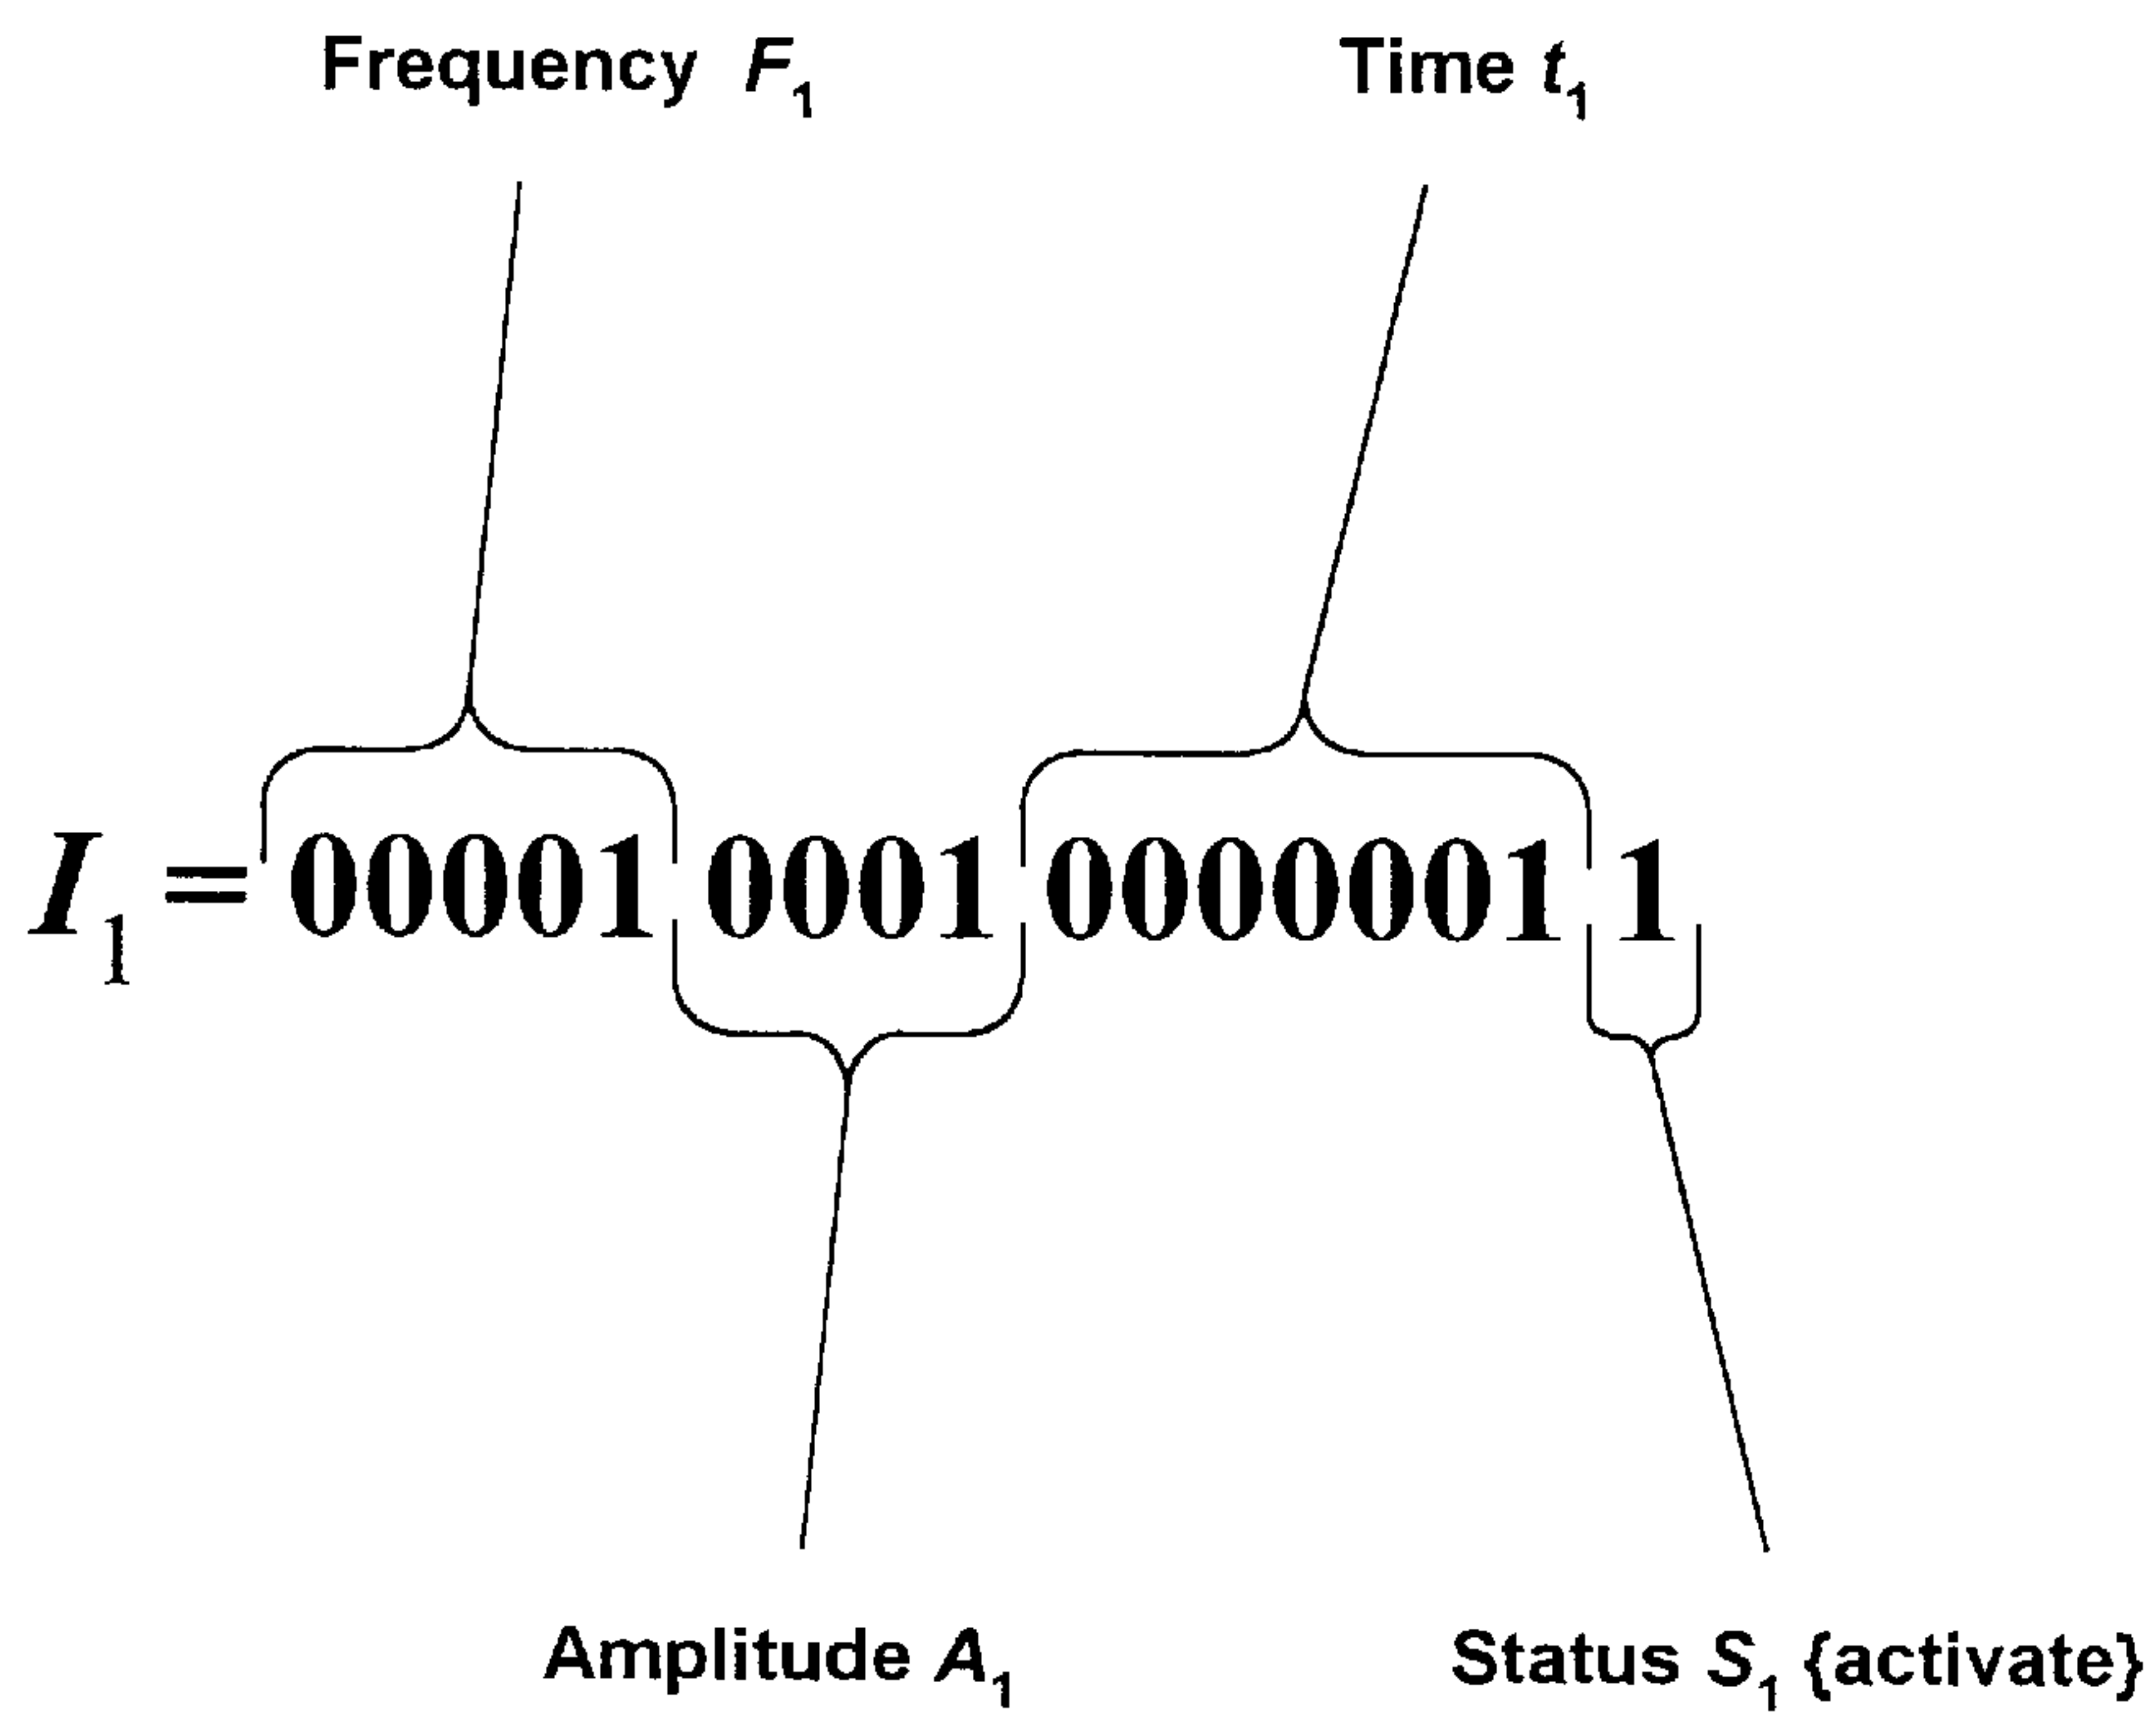 Frequency F1 Time t1
I1 = 00001 0001 0000001 1
Amplitude A1 Status S1 {activate}